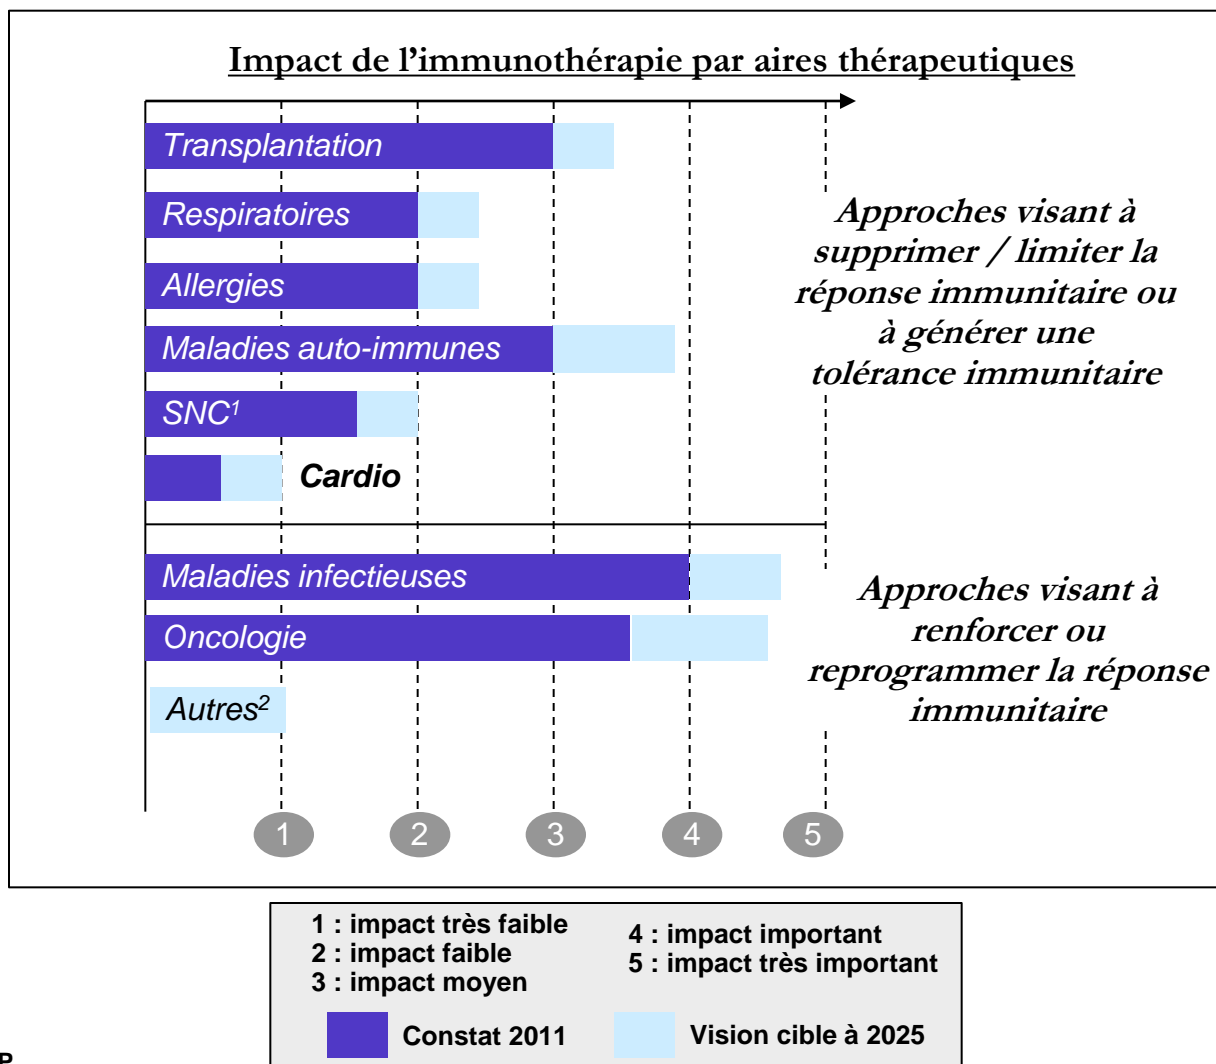 Impact de l’immunothérapie par aires thérapeutiques
Transplantation
Respiratoires
Allergies
Maladies auto-immunes
SNC¹
Cardio
Approches visant à
supprimer / limiter la
réponse immunitaire ou
à générer une
tolérance immunitaire
Maladies infectieuses
Oncologie
Autres²
Approches visant à
renforcer ou
reprogrammer la réponse
immunitaire
1 2 3 4 5
1 : impact très faible
2 : impact faible
3 : impact moyen
4 : impact important
5 : impact très important
Constat 2011
Vision cible à 2025